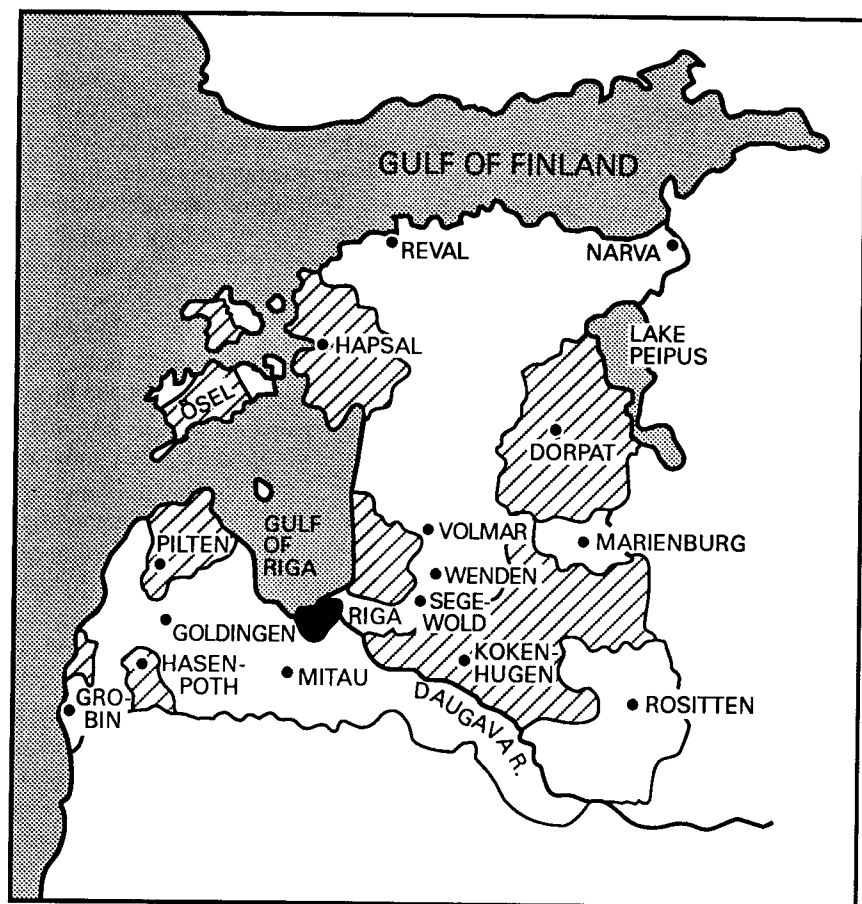 GULF OF FINLAND
REVAL
NARVA
HAPSAL
LAKE
PEIPUS
ÖSEL
DORPAT
GULF
OF
RIGA
VOLMAR
MARIENBURG
PILTEN
WENDEN
SEGE-
WOLD
RIGA
GOLDINGEN
HASEN-
POTH
MITAU
KOKEN-
HUGEN
GRO-
BIN
DAUGAVA R.
ROSITTEN